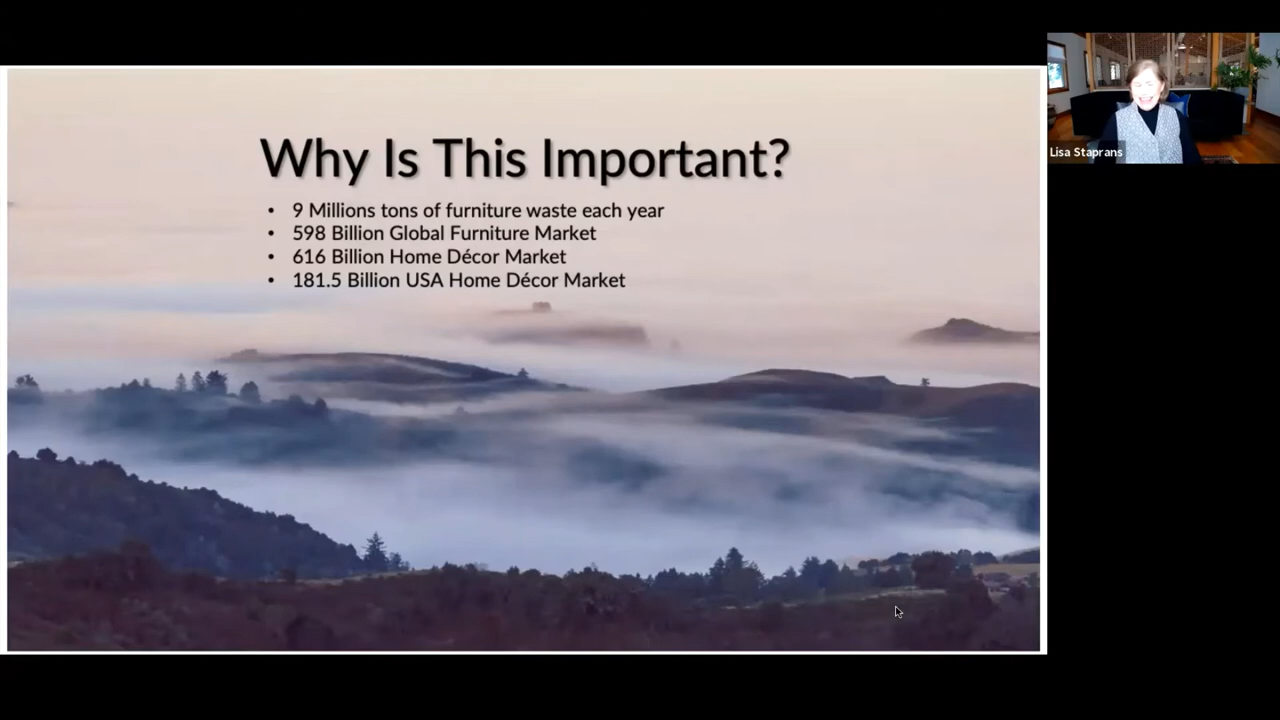 Why Is This Important?
• 9 Millions tons of furniture waste each year
• 598 Billion Global Furniture Market
• 616 Billion Home Décor Market
• 181.5 Billion USA Home Décor Market
Lisa Staprans